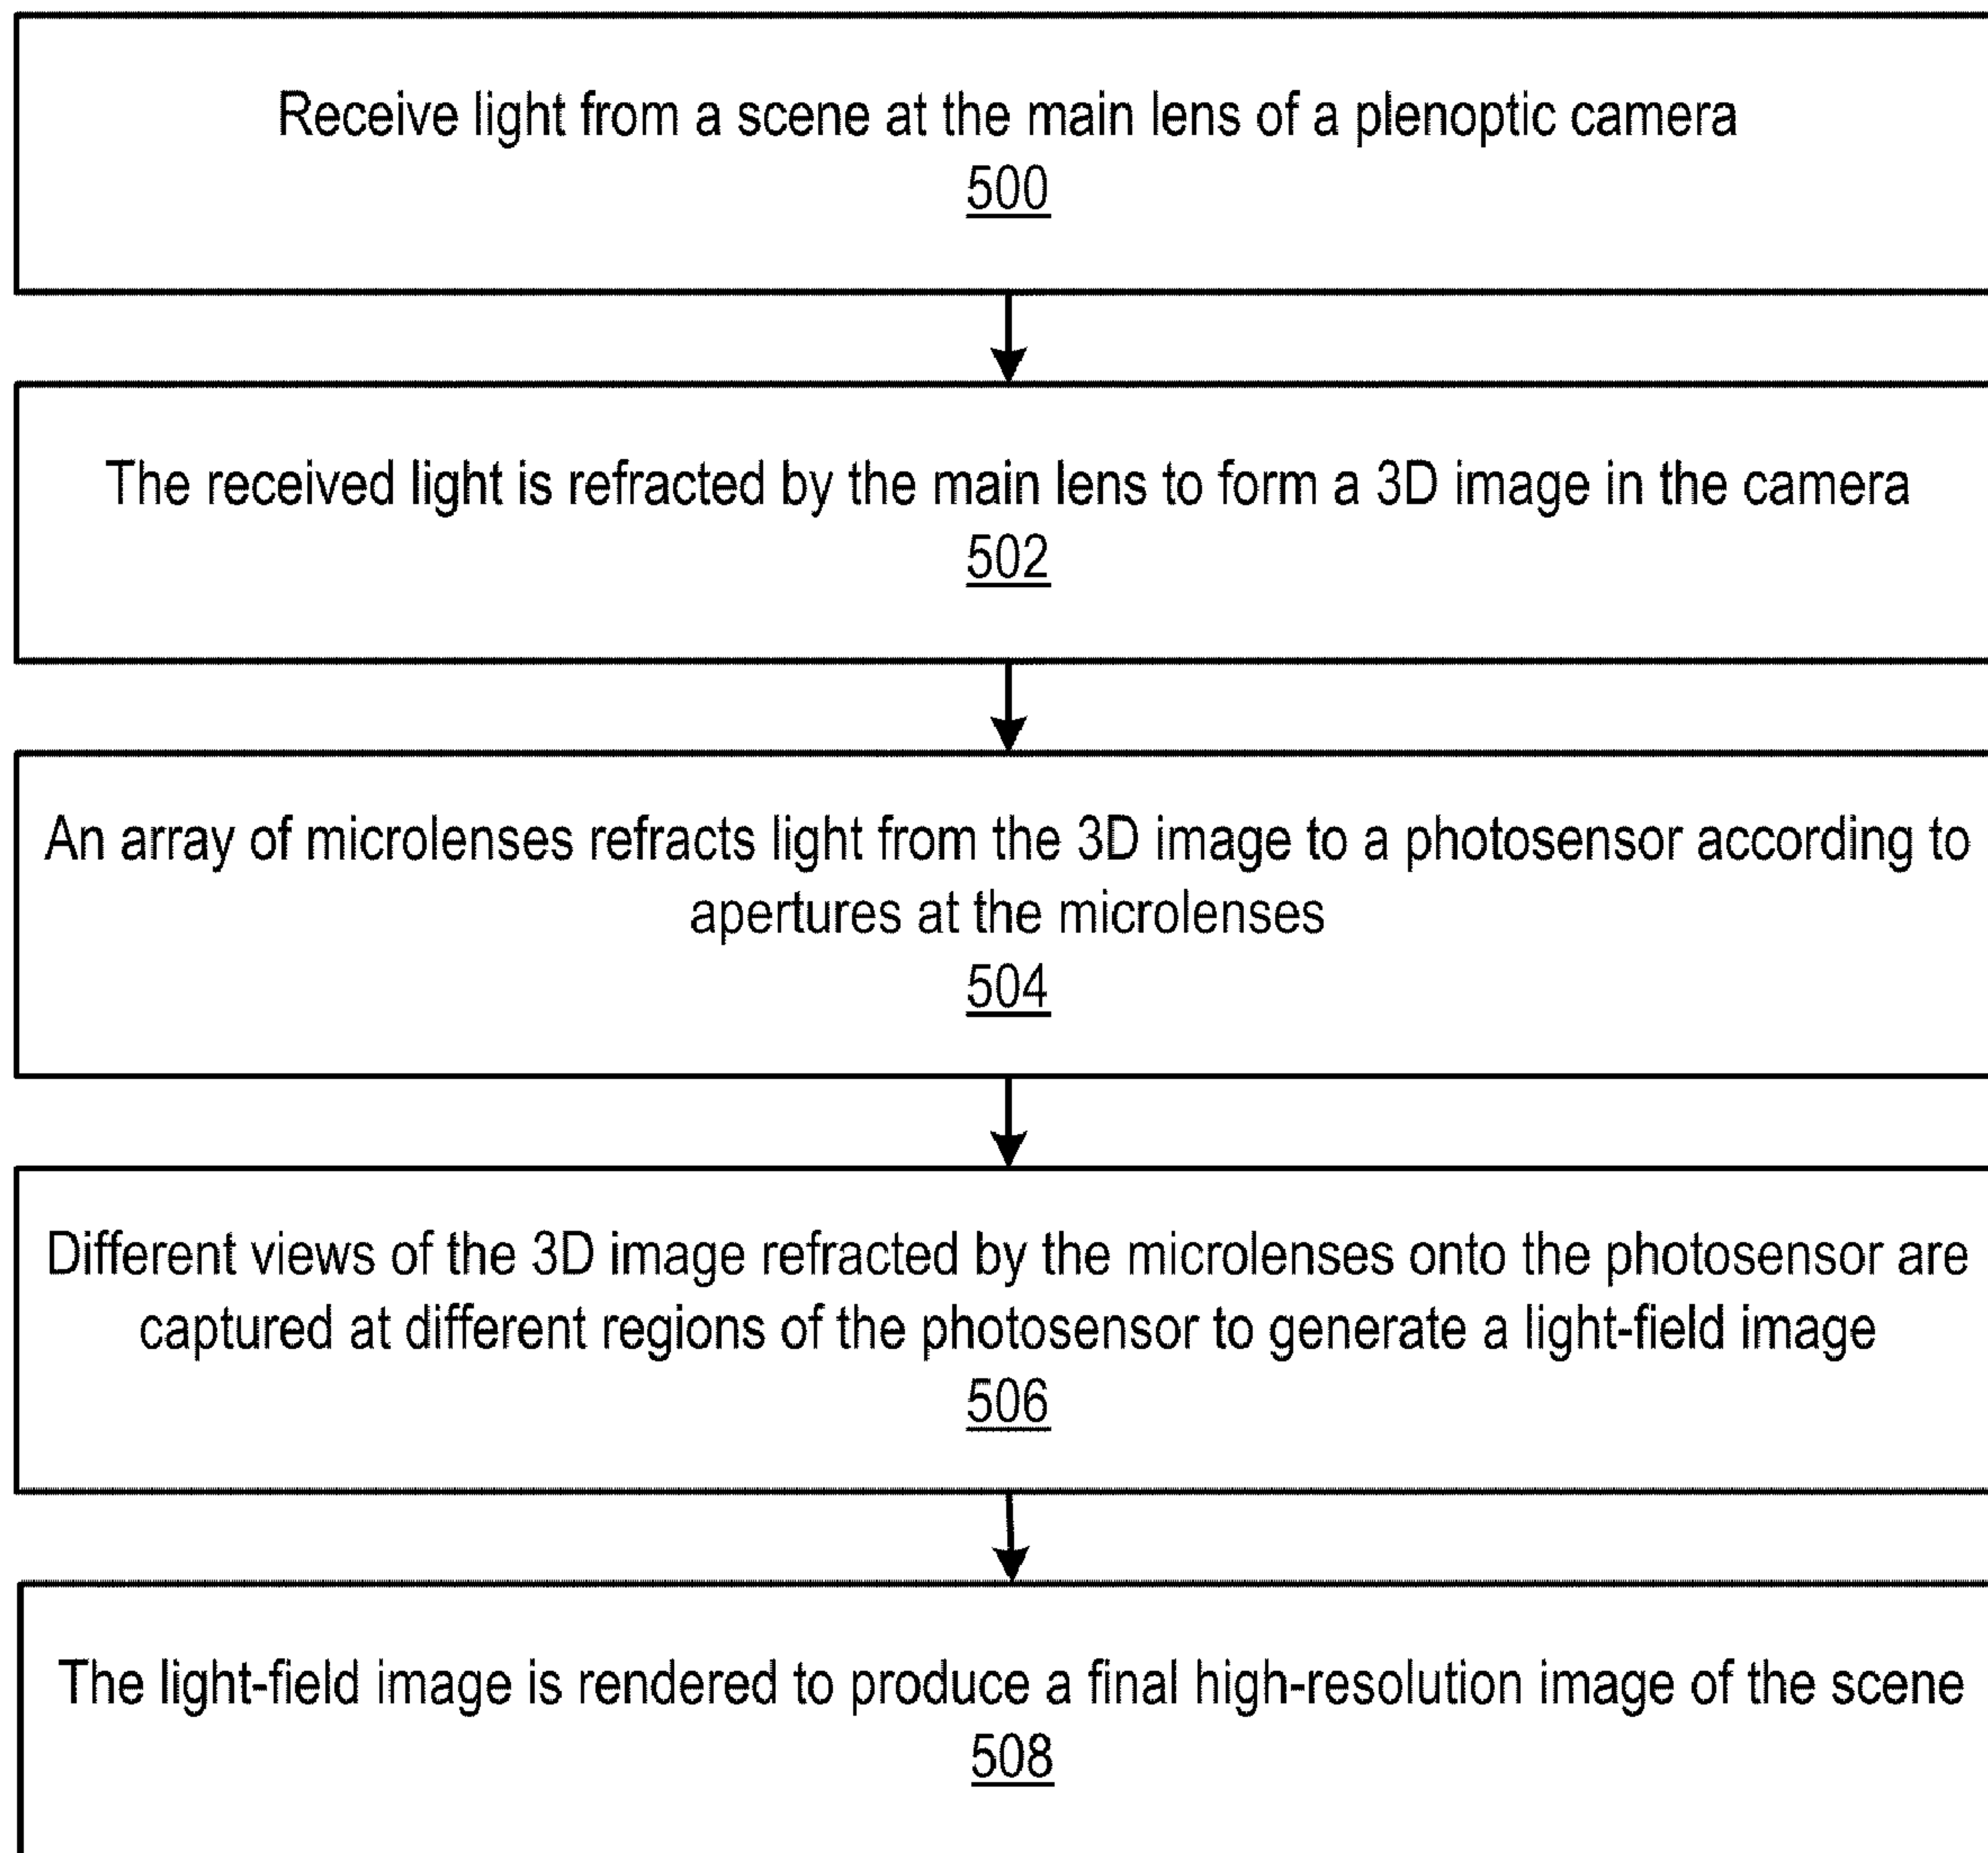 Receive light from a scene at the main lens of a plenoptic camera
500
The received light is refracted by the main lens to form a 3D image in the camera
502
An array of microlenses refracts light from the 3D image to a photosensor according to
apertures at the microlenses
504
Different views of the 3D image refracted by the microlenses onto the photosensor are
captured at different regions of the photosensor to generate a light-field image
506
The light-field image is rendered to produce a final high-resolution image of the scene
508